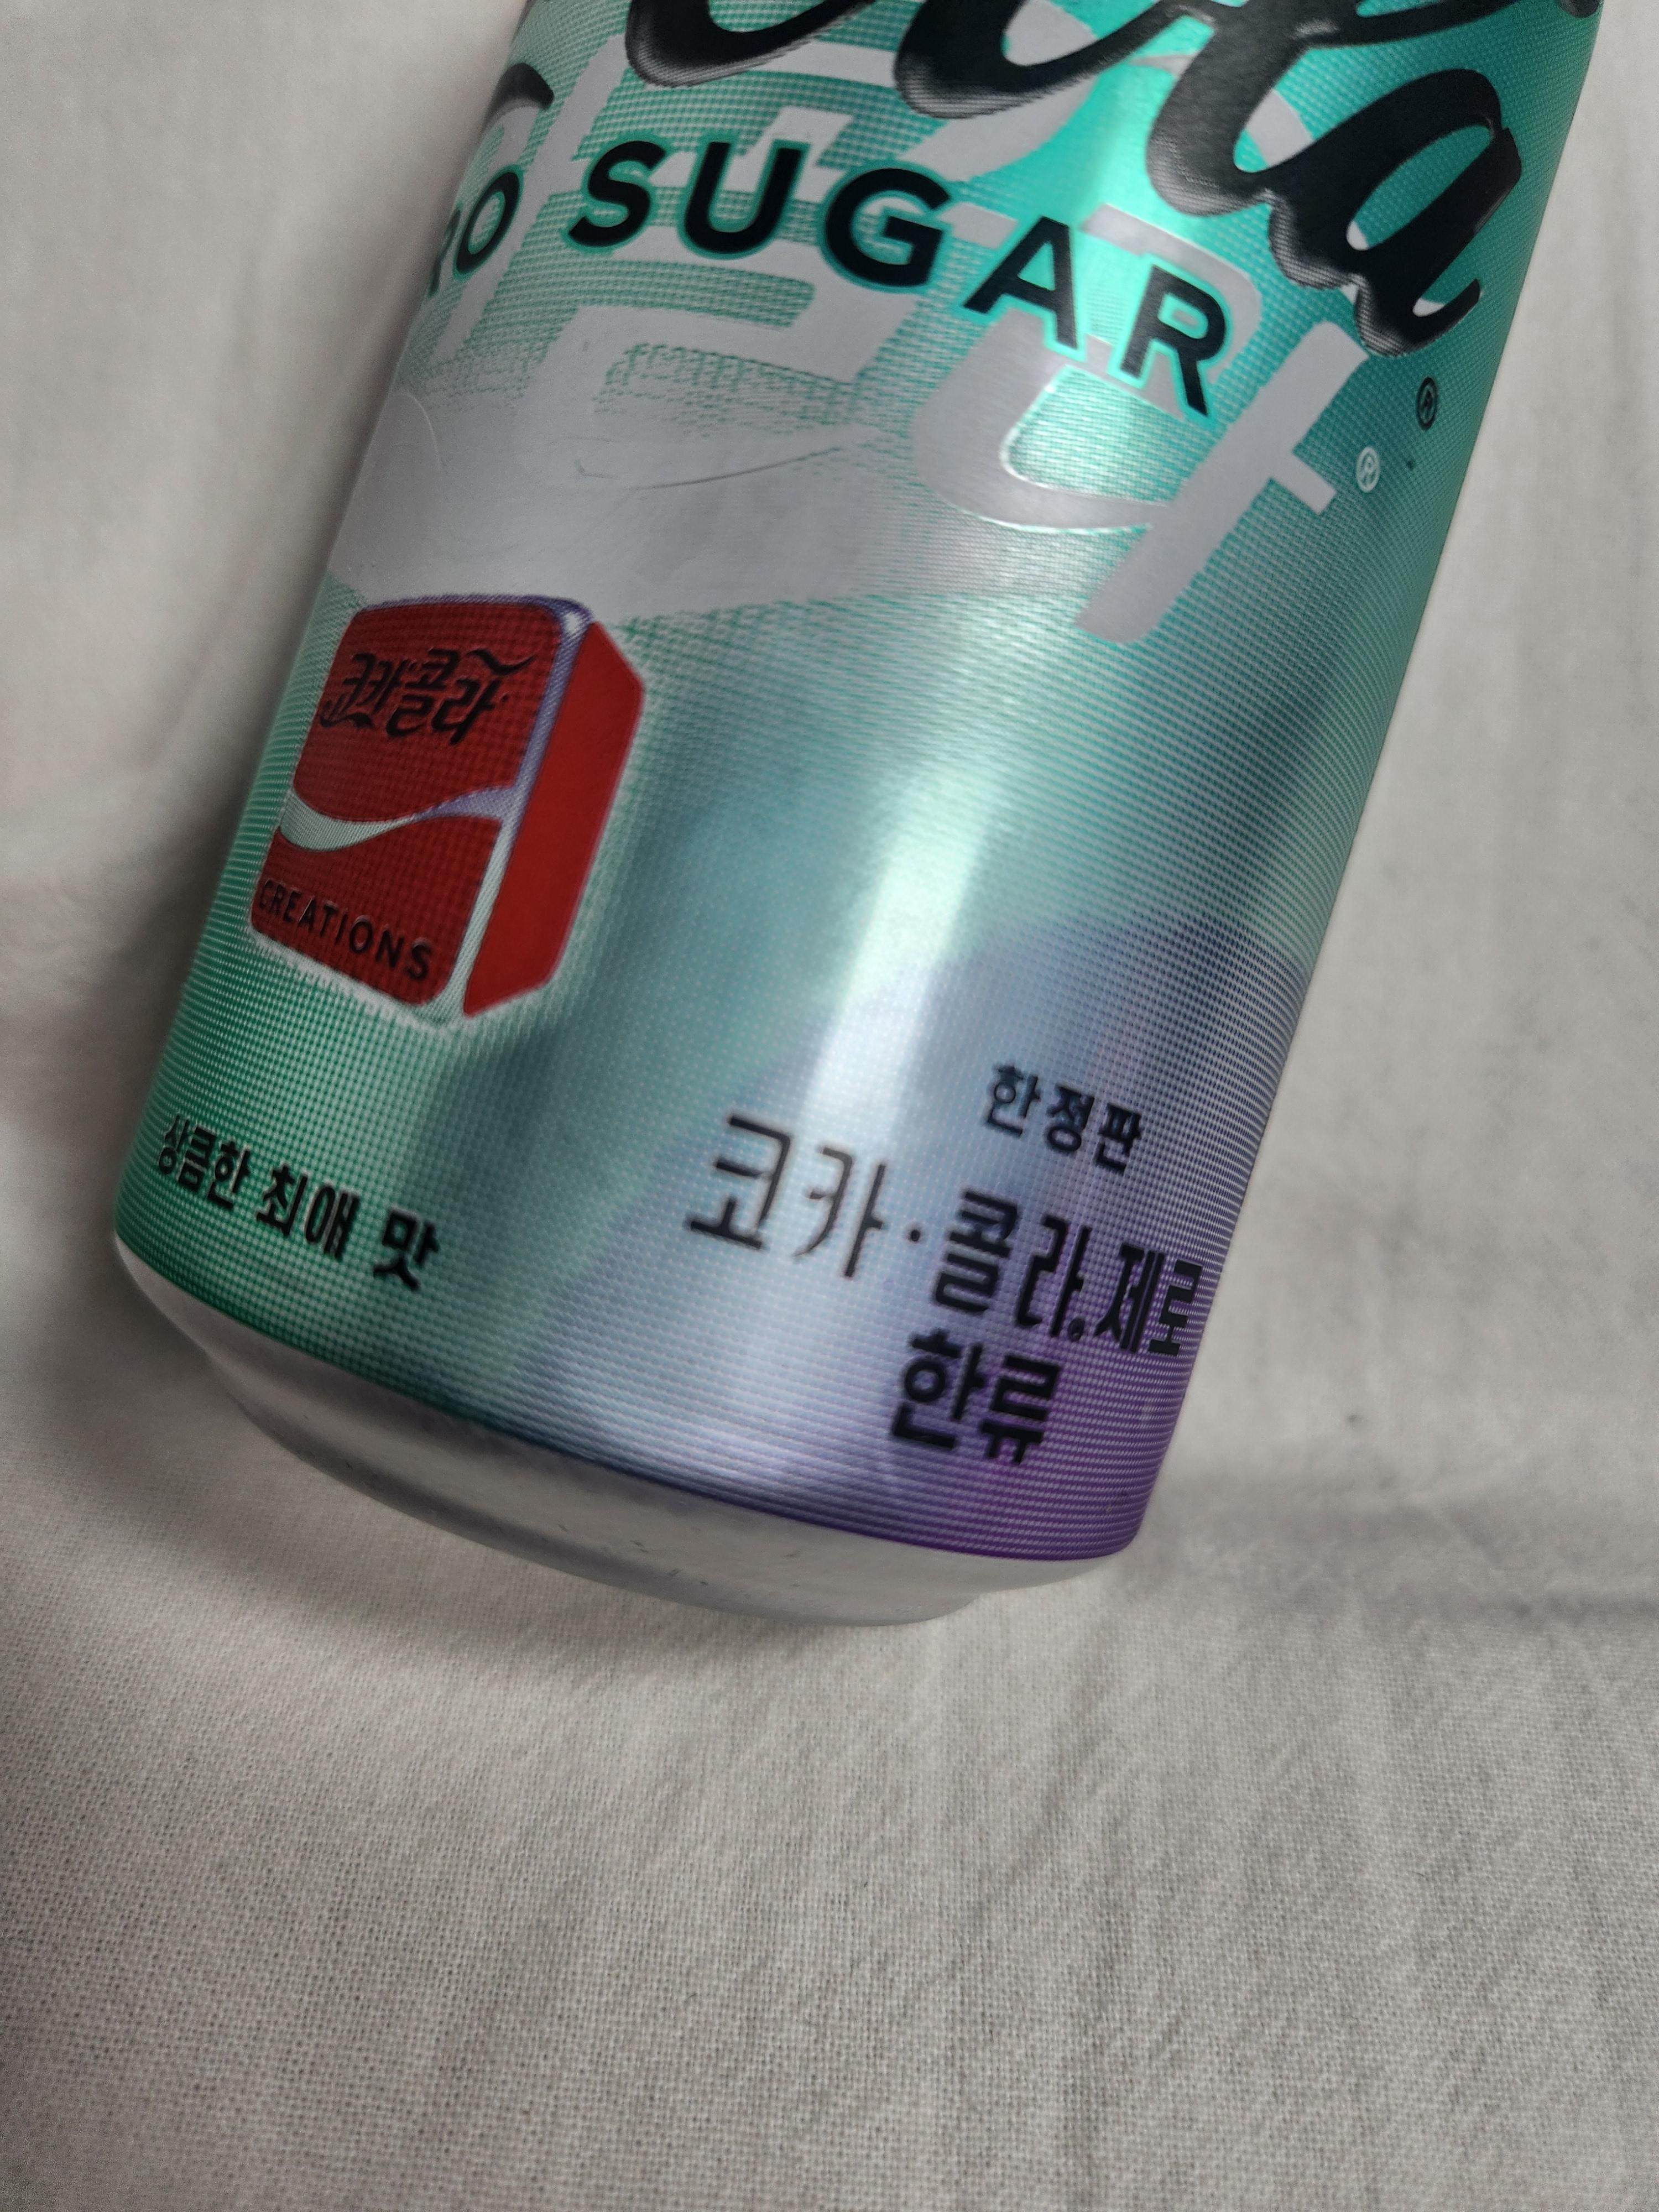 ZERO SUGAR
®
®
코카콜라
CREATIONS
상큼한 최애 맛
한정판
코카·콜라® 제로
한류